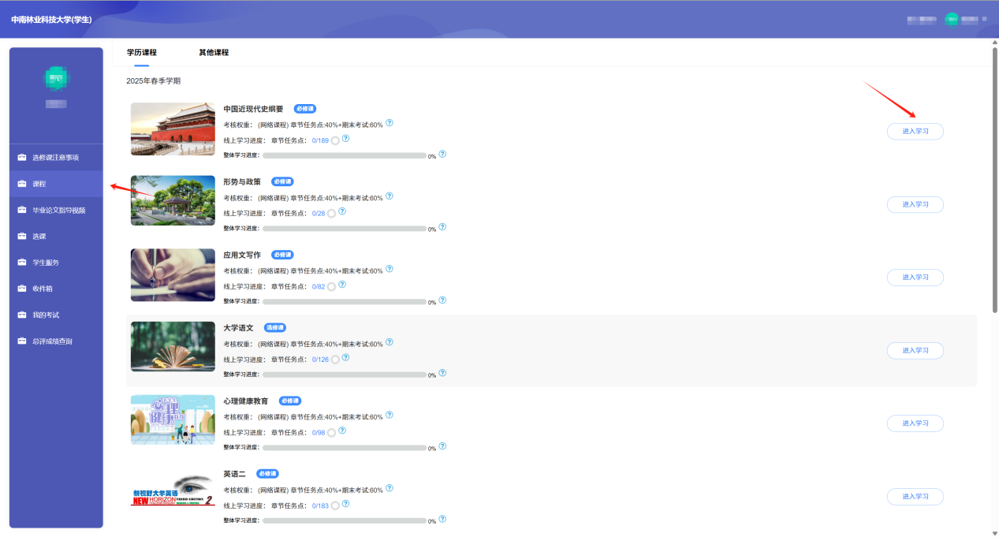 中南林业科技大学(学生)
选修课注意事项
课程
毕业论文指导视频
选课
学生服务
收件箱
我的考试
总评成绩查询
学历课程 其他课程
2025年春季学期
中国近现代史纲要 必修课
考核权重： (网络课程) 章节任务点:40%+期末考试:60% ?
线上学习进度： 章节任务点： 0/189 ?
整体学习进度: 0% ?
进入学习
形势与政策 必修课
考核权重： (网络课程) 章节任务点:40%+期末考试:60% ?
线上学习进度： 章节任务点： 0/28 ?
整体学习进度: 0% ?
进入学习
应用文写作 必修课
考核权重： (网络课程) 章节任务点:40%+期末考试:60% ?
线上学习进度： 章节任务点： 0/82 ?
整体学习进度: 0% ?
进入学习
大学语文 选修课
考核权重： (网络课程) 章节任务点:40%+期末考试:60% ?
线上学习进度： 章节任务点： 0/126 ?
整体学习进度: 0% ?
进入学习
心理健康
心理健康教育 必修课
考核权重： (网络课程) 章节任务点:40%+期末考试:60% ?
线上学习进度： 章节任务点： 0/98 ?
整体学习进度: 0% ?
进入学习
新视野大学英语
NEW HORIZON THIRD EDITION 2
英语二 必修课
考核权重： (网络课程) 章节任务点:40%+期末考试:60% ?
线上学习进度： 章节任务点： 0/183 ?
整体学习进度: 0% ?
进入学习